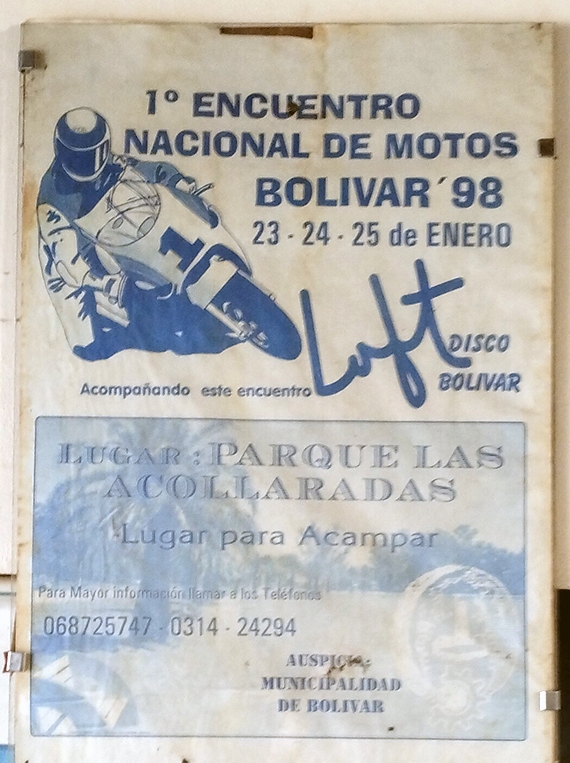 1º ENCUENTRO
NACIONAL DE MOTOS
BOLIVAR ´98
23 - 24 - 25 de ENERO
1
Luft
DISCO
BOLIVAR
Acompañando este encuentro
LUGAR : PARQUE LAS
ACOLLARADAS
Lugar para Acampar
Para Mayor información llamar a los Teléfonos
068725747 - 0314 - 24294
AUSPICIA:
MUNICIPALIDAD
DE BOLIVAR